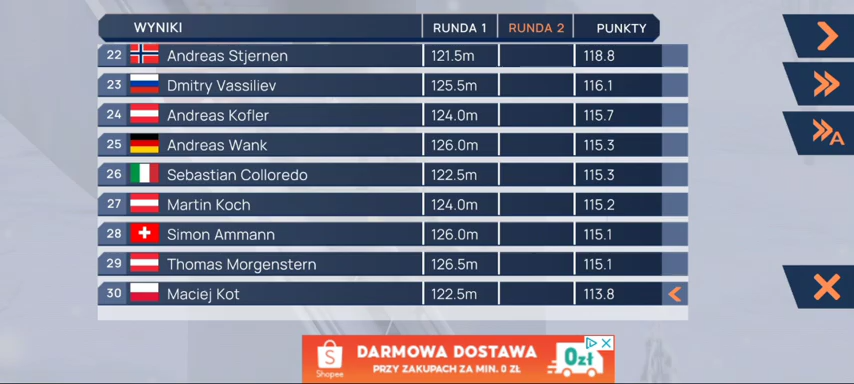 WYNIKI RUNDA 1 RUNDA 2 PUNKTY
22 Andreas Stjernen 121.5m 118.8
23 Dmitry Vassiliev 125.5m 116.1
24 Andreas Kofler 124.0m 115.7
25 Andreas Wank 126.0m 115.3
26 Sebastian Colloredo 122.5m 115.3
27 Martin Koch 124.0m 115.2
28 Simon Ammann 126.0m 115.1
29 Thomas Morgenstern 126.5m 115.1
30 Maciej Kot 122.5m 113.8
A
S
Shopee
DARMOWA DOSTAWA
PRZY ZAKUPACH ZA MIN. 0 ZŁ
0zł